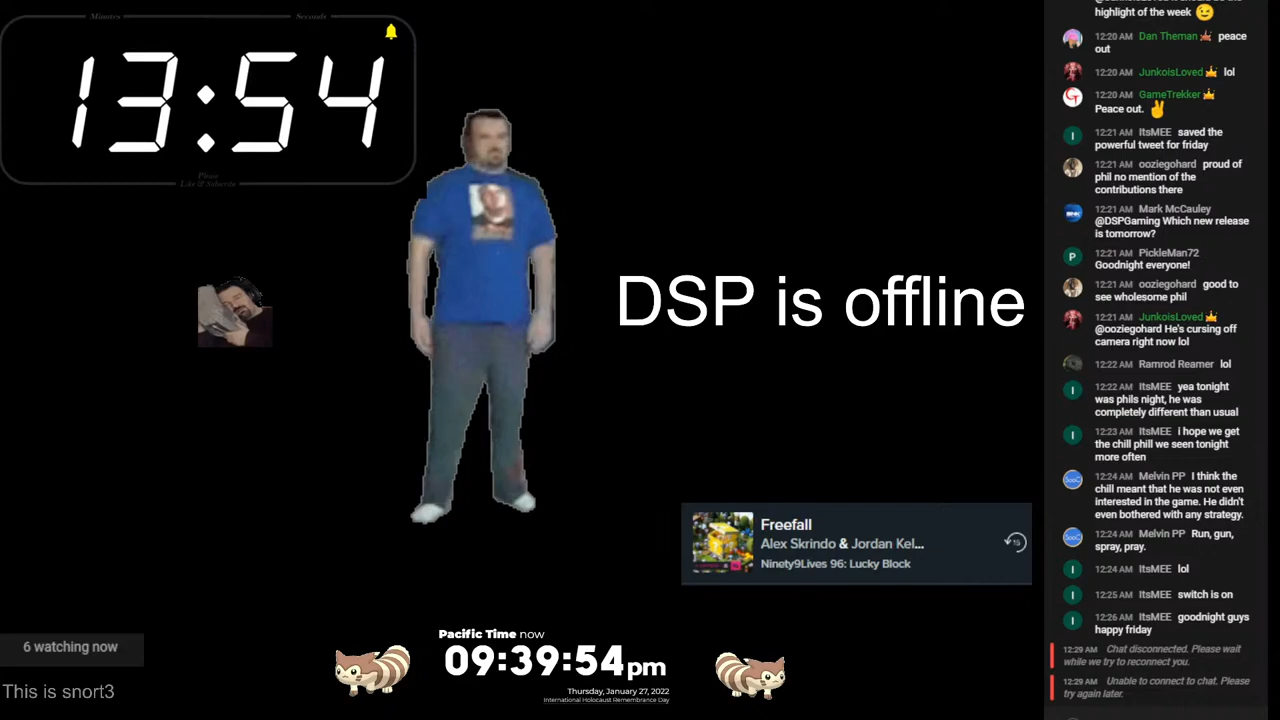 Minutes
Seconds
13:54
Please
Like & Subscribe
DSP is offline
Freefall
Alex Skrindo & Jordan Kel...
Ninety9Lives 96: Lucky Block
15
6 watching now
This is snort3
Pacific Time now
09:39:54pm
Thursday, January 27, 2022
International Holocaust Remembrance Day
highlight of the week
12:20 AM Dan Theman peace
out
12:20 AM JunkoisLoved lol
12:20 AM GameTrekker
Peace out.
12:21 AM ItsMEE saved the
powerful tweet for friday
12:21 AM ooziegohard proud of
phil no mention of the
contributions there
12:21 AM Mark McCauley
@DSPGaming Which new release
is tomorrow?
12:21 AM PickleMan72
Goodnight everyone!
12:21 AM ooziegohard good to
see wholesome phil
12:21 AM JunkoisLoved
@ooziegohard He's cursing off
camera right now lol
12:22 AM Ramrod Reamer lol
12:22 AM ItsMEE yea tonight
was phils night, he was
completely different than usual
12:23 AM ItsMEE i hope we get
the chill phill we seen tonight
more often
12:24 AM Melvin PP I think the
chill meant that he was not even
interested in the game. He didn't
even bothered with any strategy.
12:24 AM Melvin PP Run, gun,
spray, pray.
12:24 AM ItsMEE lol
12:25 AM ItsMEE switch is on
12:26 AM ItsMEE goodnight guys
happy friday
12:29 AM Chat disconnected. Please wait
while we try to reconnect you.
12:29 AM Unable to connect to chat. Please
try again later.